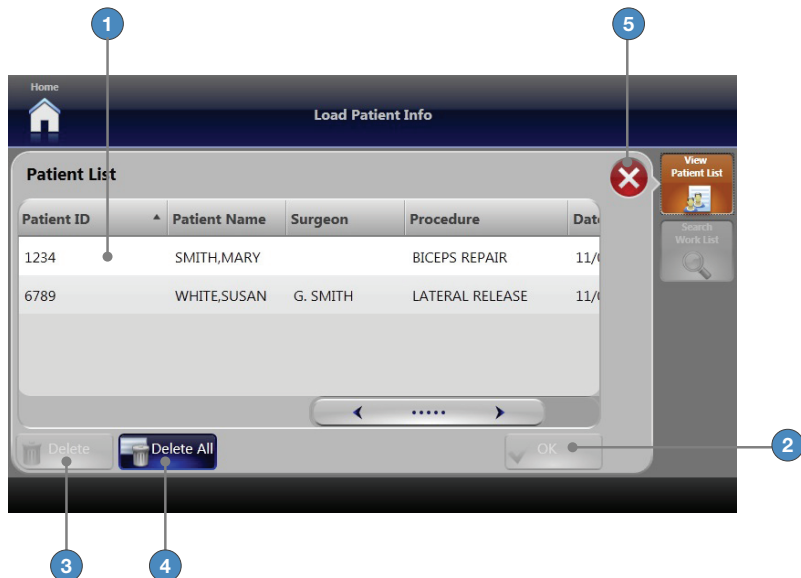 1
5
Home
Load Patient Info
Patient List
View
Patient List
Patient ID Patient Name Surgeon Procedure
Search
Work List
1234 SMITH,MARY BICEPS REPAIR 11/
6789 WHITE,SUSAN G. SMITH LATERAL RELEASE 11/
Delete Delete All OK
2
3 4